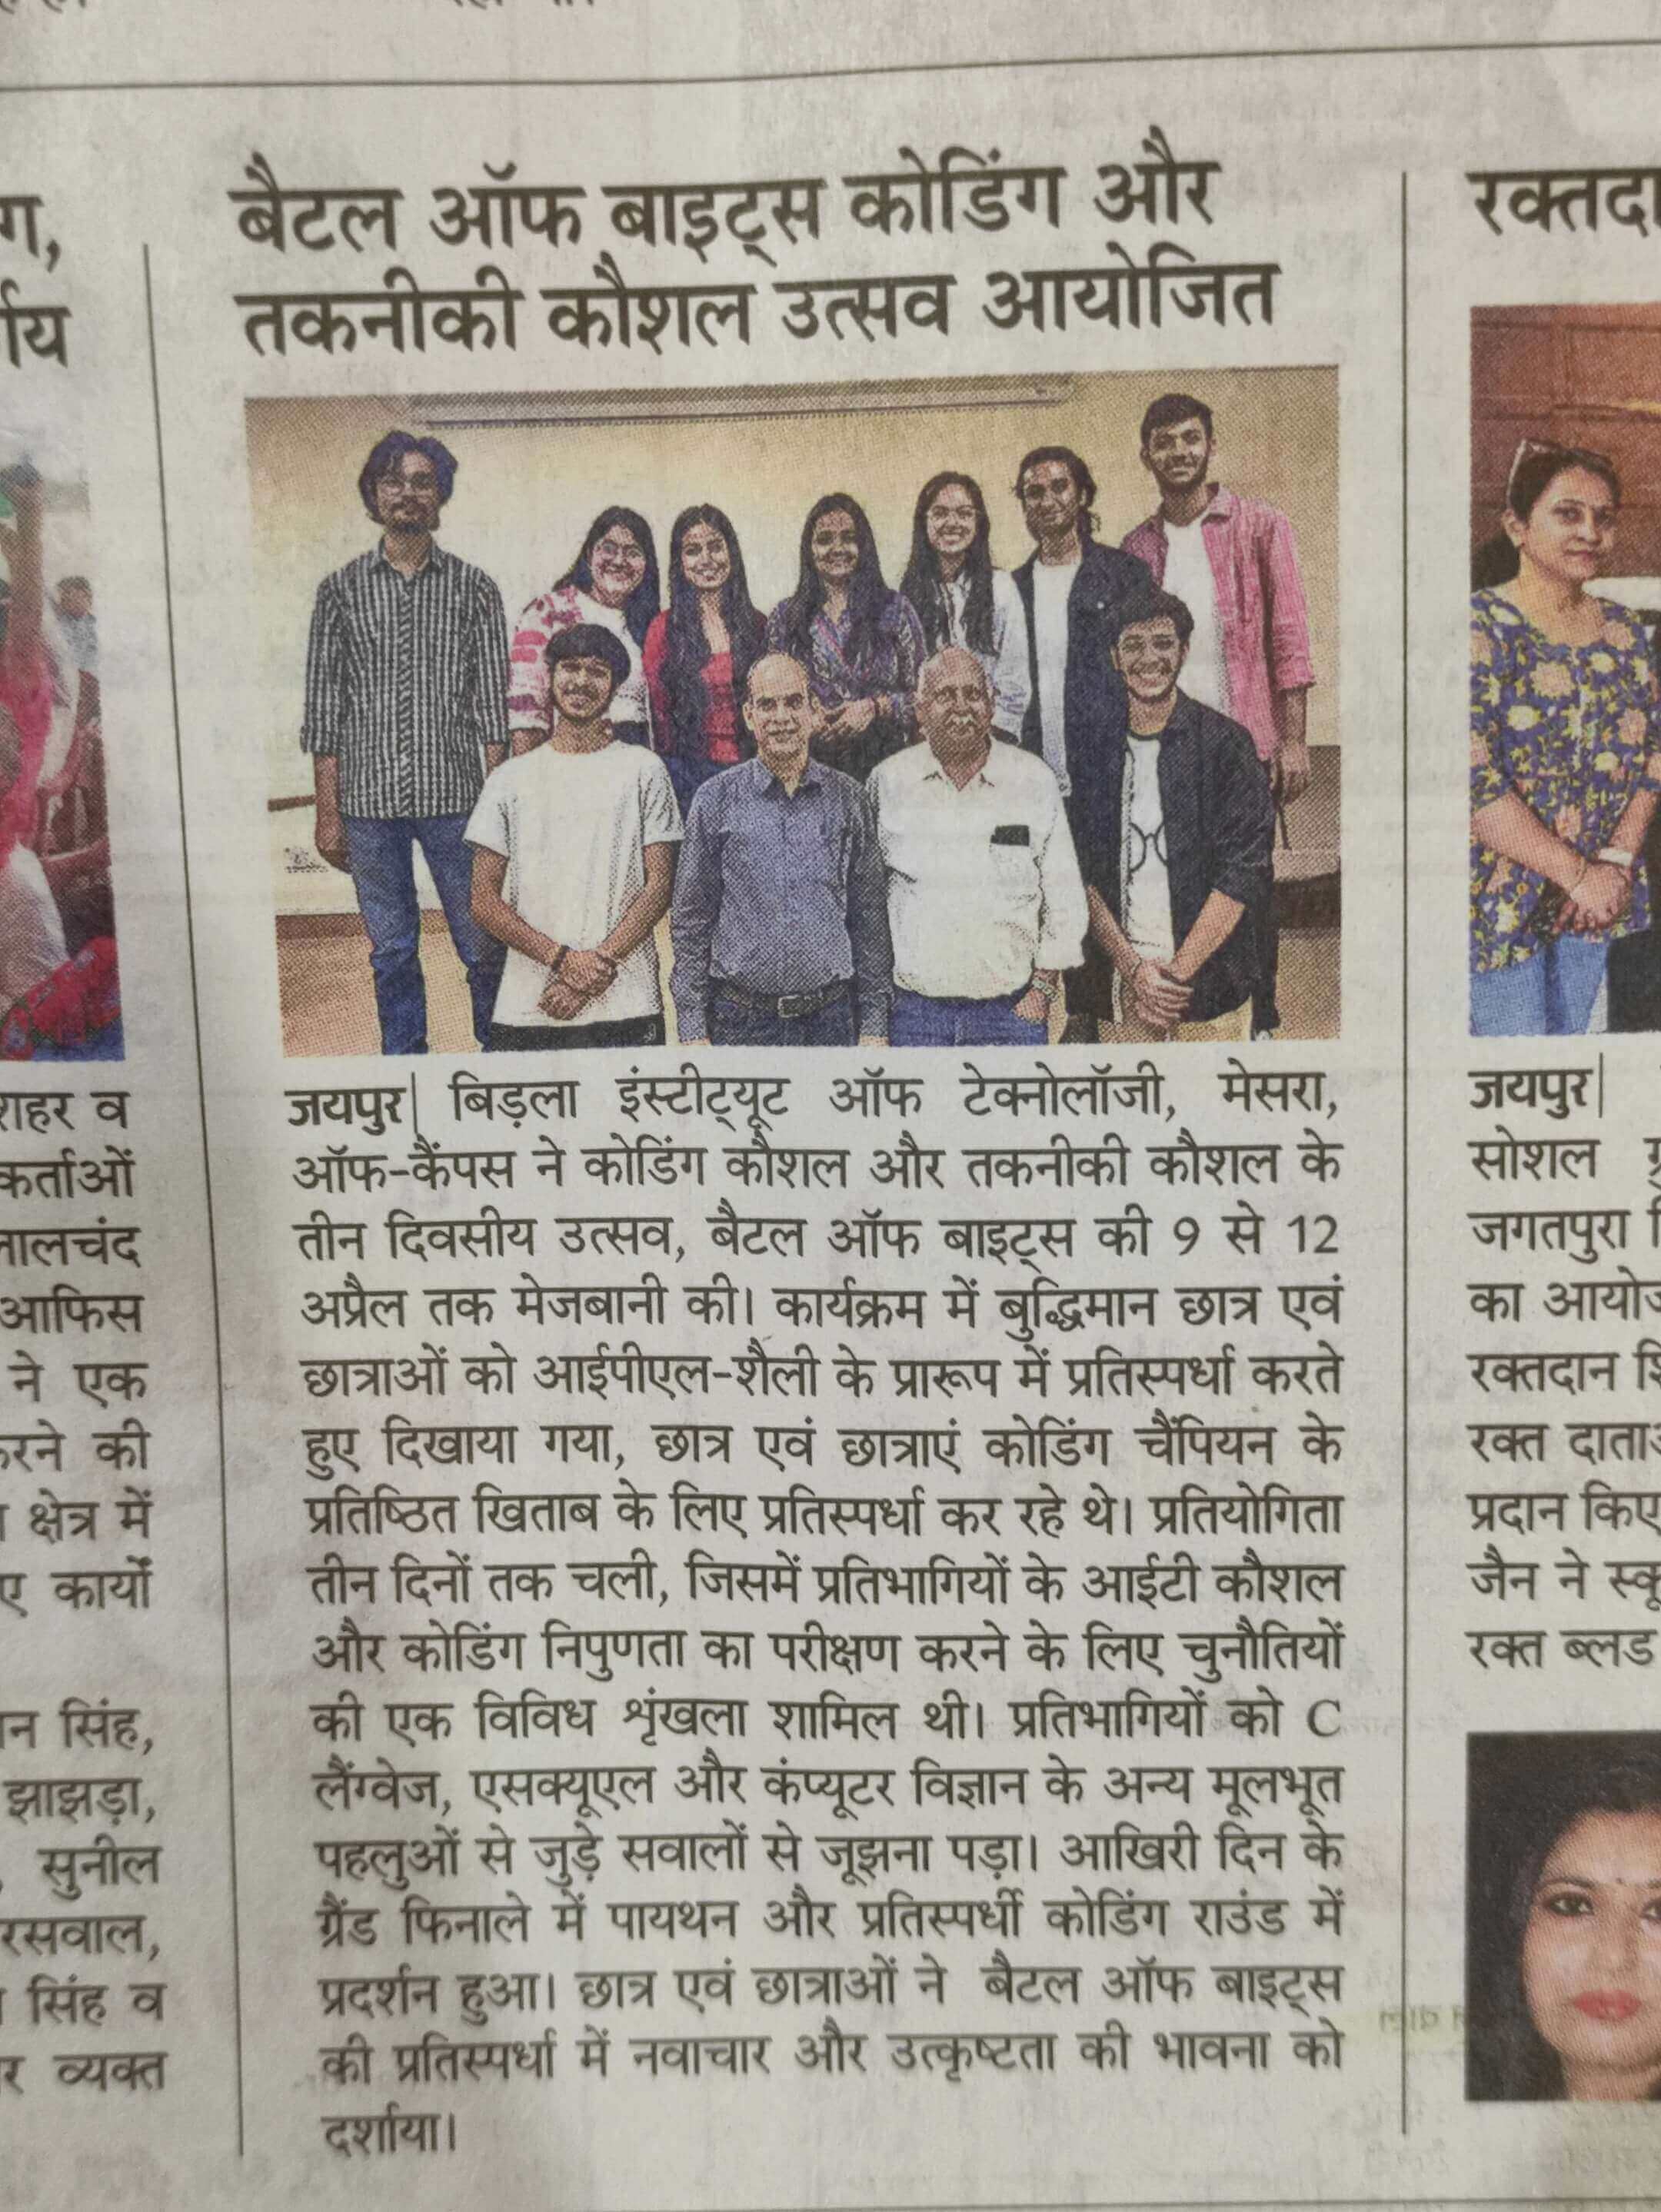 ग,
र्णय
बैटल ऑफ बाइट्स कोडिंग और
तकनीकी कौशल उत्सव आयोजित
जयपुर| बिड़ला इंस्टीट्यूट ऑफ टेक्नोलॉजी, मेसरा,
ऑफ-कैंपस ने कोडिंग कौशल और तकनीकी कौशल के
तीन दिवसीय उत्सव, बैटल ऑफ बाइट्स की 9 से 12
अप्रैल तक मेजबानी की। कार्यक्रम में बुद्धिमान छात्र एवं
छात्राओं को आईपीएल-शैली के प्रारूप में प्रतिस्पर्धा करते
हुए दिखाया गया, छात्र एवं छात्राएं कोडिंग चैंपियन के
प्रतिष्ठित खिताब के लिए प्रतिस्पर्धा कर रहे थे। प्रतियोगिता
तीन दिनों तक चली, जिसमें प्रतिभागियों के आईटी कौशल
और कोडिंग निपुणता का परीक्षण करने के लिए चुनौतियों
की एक विविध शृंखला शामिल थी। प्रतिभागियों को C
लैंग्वेज, एसक्यूएल और कंप्यूटर विज्ञान के अन्य मूलभूत
पहलुओं से जुड़े सवालों से जूझना पड़ा। आखिरी दिन के
ग्रैंड फिनाले में पायथन और प्रतिस्पर्धी कोडिंग राउंड में
प्रदर्शन हुआ। छात्र एवं छात्राओं ने बैटल ऑफ बाइट्स
की प्रतिस्पर्धा में नवाचार और उत्कृष्टता की भावना को
दर्शाया।
शहर व
कर्ताओं
लालचंद
आफिस
ने एक
करने की
क्षेत्र में
ए कार्यों
सिंह,
झाझड़ा,
सुनील
सिंह व
व्यक्त
रक्तदा
जयपुर|
सोशल
जगतपुरा
का आयोज
रक्तदान शि
रक्त दाताअ
प्रदान किए
जैन ने स्कू
रक्त ब्लड